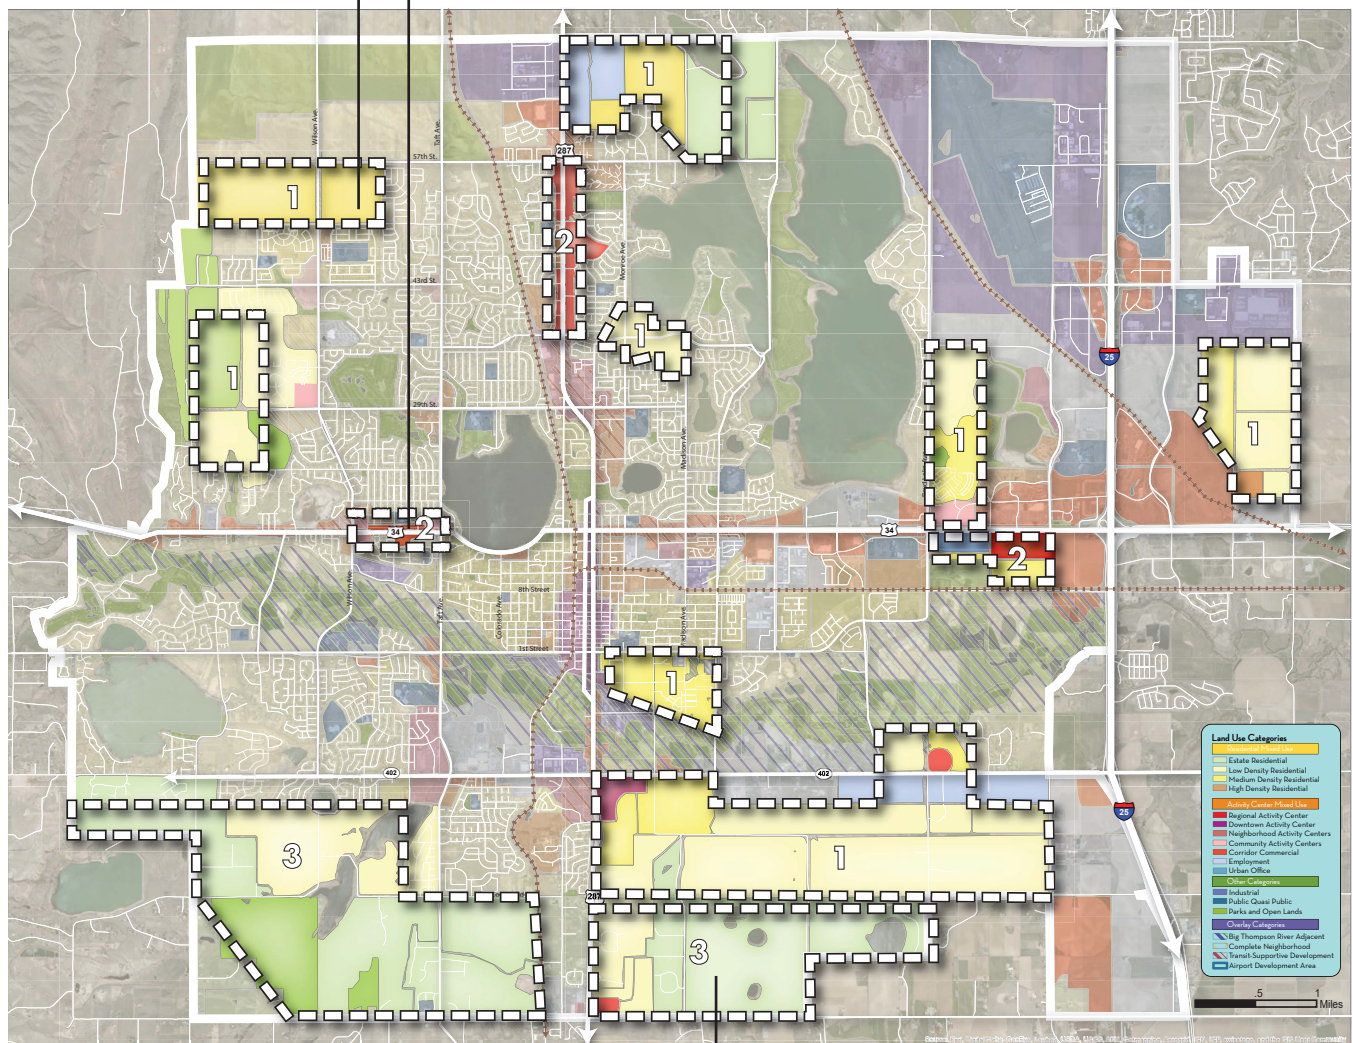 1
Wilson Ave.
Taft Ave.
57th St.
287
1
2
Monroe Ave.
43rd St.
1
1
25
29th St.
Madison Ave.
1
1
34
2
34
2
8th Street
1st Street
Colorado Ave.
1
402
402
25
3
1
287
3
Land Use Categories
Residential Mixed Use
Estate Residential
Low Density Residential
Medium Density Residential
High Density Residential
Activity Center Mixed Use
Regional Activity Center
Downtown Activity Center
Neighborhood Activity Centers
Community Activity Centers
Corridor Commercial
Employment
Urban Office
Other Categories
Industrial
Public Quasi Public
Parks and Open Lands
Overlay Categories
Big Thompson River Adjacent
Complete Neighborhood
Transit-Supportive Development
Airport Development Area
.5
1
Miles